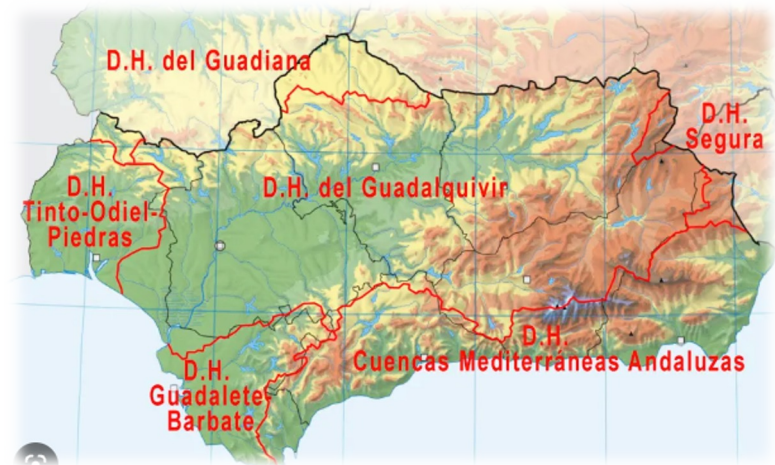 D.H. del Guadiana
D.H.
Segura
D.H.
Tinto-Odiel-
Piedras
D.H. del Guadalquivir
D.H.
Cuencas Mediterráneas Andaluzas
D.H.
Guadalete-
Barbate